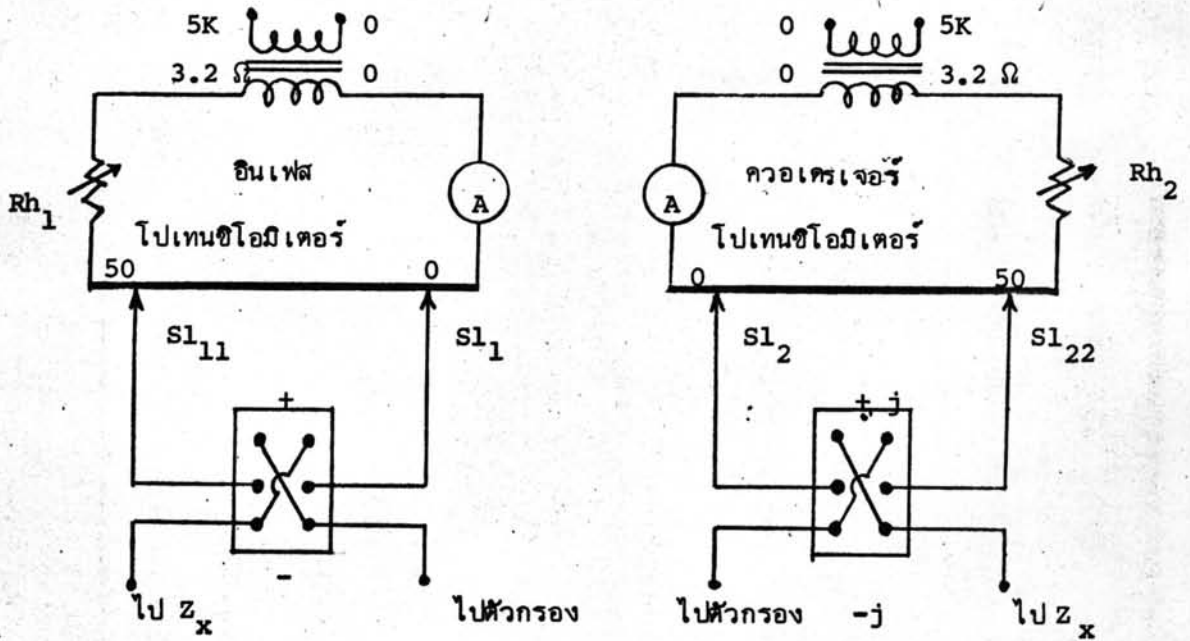 5K 0 0 5K
3.2 Ω 0 0 3.2 Ω
อินเฟส ควอเดรเจอร์
Rh1 A A Rh2
โปเทนซิโอมิเตอร์ โปเทนซิโอมิเตอร์
50 0 0 50
Sl11 Sl1 Sl2 Sl22
+ + j
- -j
ไป Zx ไปตัวกรอง ไปตัวกรอง ไป Zx